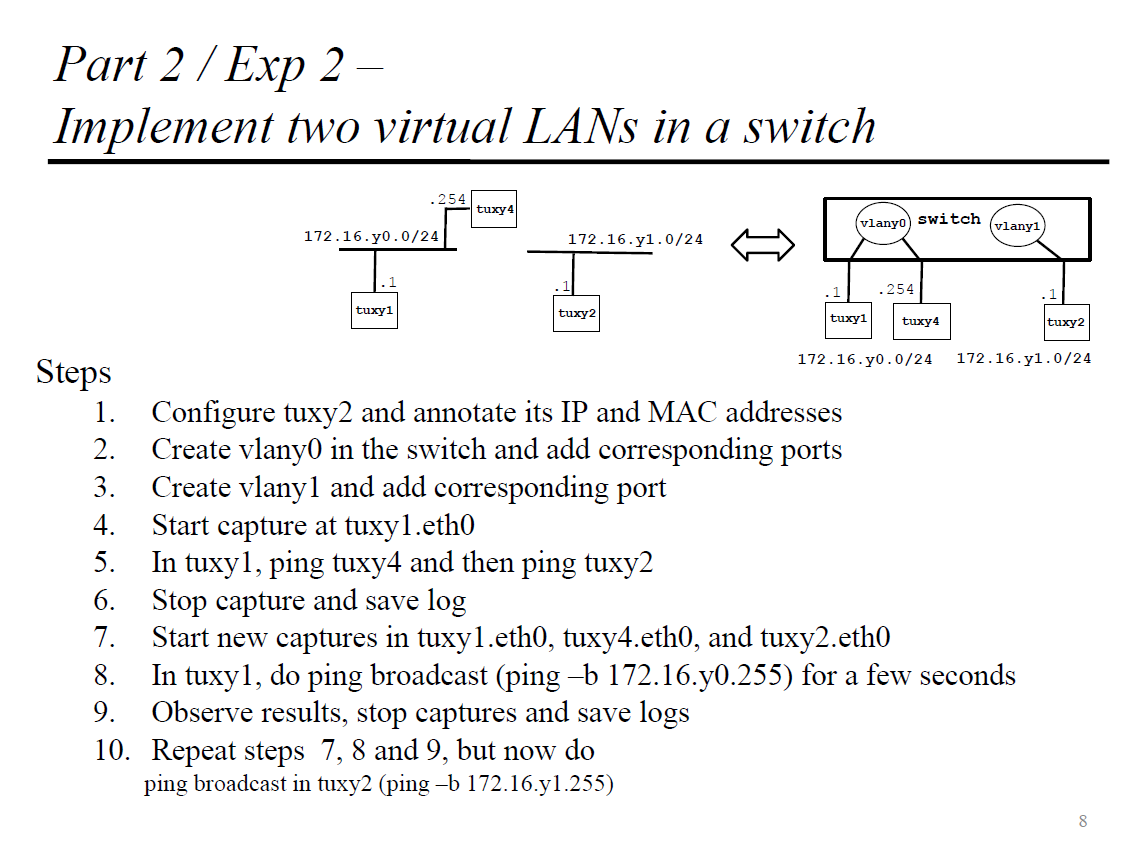 Part 2 / Exp 2 –
Implement two virtual LANs in a switch
.254
tuxy4
172.16.y0.0/24
.1
tuxy1
172.16.y1.0/24
.1
tuxy2
vlany0
switch
vlany1
.1
.254
.1
tuxy1
tuxy4
tuxy2
172.16.y0.0/24
172.16.y1.0/24
Steps
1. Configure tuxy2 and annotate its IP and MAC addresses
2. Create vlany0 in the switch and add corresponding ports
3. Create vlany1 and add corresponding port
4. Start capture at tuxy1.eth0
5. In tuxy1, ping tuxy4 and then ping tuxy2
6. Stop capture and save log
7. Start new captures in tuxy1.eth0, tuxy4.eth0, and tuxy2.eth0
8. In tuxy1, do ping broadcast (ping –b 172.16.y0.255) for a few seconds
9. Observe results, stop captures and save logs
10. Repeat steps 7, 8 and 9, but now do
ping broadcast in tuxy2 (ping –b 172.16.y1.255)
8